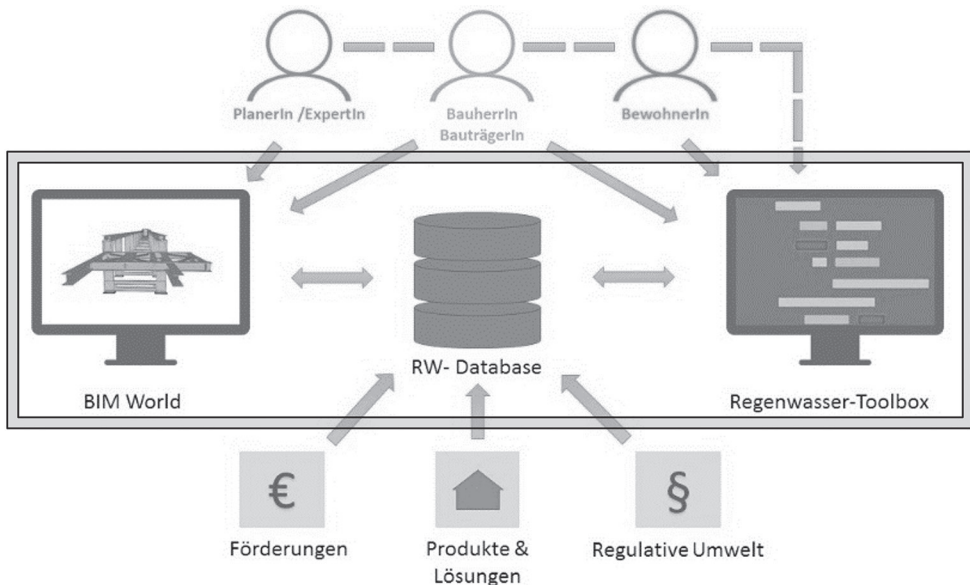 PlanerIn /ExpertIn
BauherrIn
BauträgerIn
BewohnerIn
BIM World
RW- Database
Regenwasser-Toolbox
€
§
Förderungen
Produkte &
Lösungen
Regulative Umwelt